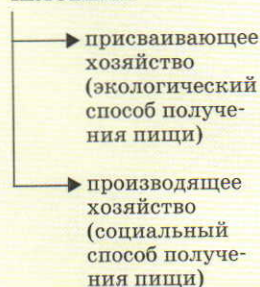 присваивающее
хозяйство
(экологический
способ получе-
ния пищи)
производящее
хозяйство
(социальный
способ получе-
ния пищи)